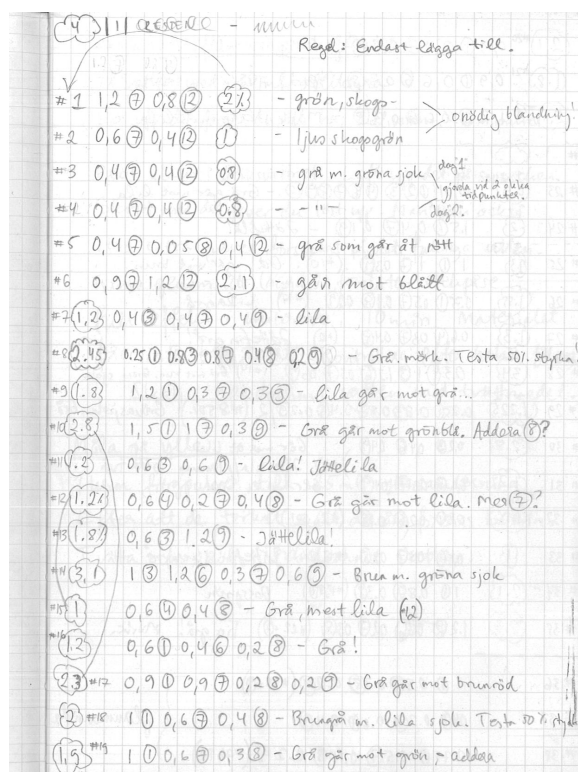 4 | 1 |
Regel: Endast lägga till.
#1 1,2 ⑦ 0,8 ⑫ 2% - grön, skogs-
onödig blandning!
#2 0,6 ⑦ 0,4 ⑫ 1 - ljus skogsgrön
#3 0,4 ⑦ 0,4 ⑫ 0.8 - grå m. gröna sjok
dag 1
gjorda vid 2 olika
tidpunkter.
#4 0,4 ⑦ 0,4 ⑫ 0.8 - -"-
dag 2.
#5 0,4 ⑦ 0,05 ⑧ 0,4 ⑫ - grå som går åt rött
#6 0,9 ⑦ 1,2 ⑫ 2,1 - går mot blått
#7 1,2 0,4 ③ 0,4 ⑦ 0,4 ⑨ - lila
#8 2.45 0.25 ① 0.8 ③ 0.8 ⑦ 0.4 ⑧ 0,2 ⑨ - Grå. mörk. Testa 50% styrka!
#9 1.8 1,2 ① 0,3 ⑦ 0,3 ⑨ - lila går mot grå...
#10 2.8 1,5 ① 1 ⑦ 0,3 ⑨ - Grå går mot grönblå. Addera ⑧?
#11 1.2 0,6 ③ 0,6 ⑨ - Lila! Jättelila
#12 1.2% 0,6 ④ 0,2 ⑦ 0,4 ⑧ - Grå går mot lila. Mer ⑦?
#13 1.8% 0,6 ③ 1.2 ⑨ - Jättelila!
#14 3,1 1 ③ 1,2 ⑥ 0,3 ⑦ 0,6 ⑨ - Brun m. gröna sjok
#15 1 0,6 ④ 0,4 ⑧ - Grå, mest lila (12)
#16 1.2 0,6 ① 0,4 ⑥ 0,2 ⑧ - Grå!
2,3 #17 0,9 ① 0,9 ⑦ 0,2 ⑧ 0,2 ⑨ - Grå går mot brunröd
2 #18 1 ① 0,6 ⑦ 0,4 ⑧ - Brungrå m. lila sjok. Testa 50%
1,9 #19 1 ① 0,6 ⑦ 0,3 ⑧ - Grå går mot grön, - addera